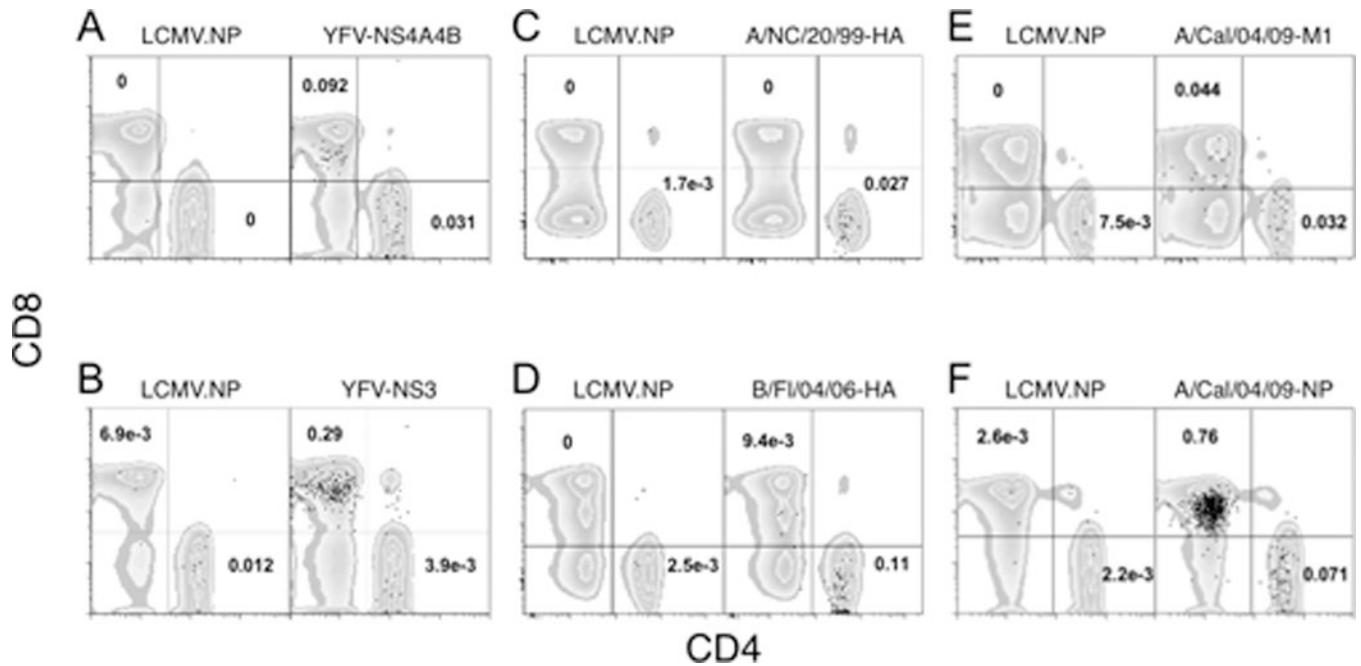 A
LCMV.NP YFV-NS4A4B
0 0.092
0 0.031
C
LCMV.NP A/NC/20/99-HA
0 0
1.7e-3 0.027
E
LCMV.NP A/Cal/04/09-M1
0 0.044
7.5e-3 0.032
CD8
B
LCMV.NP YFV-NS3
6.9e-3 0.29
0.012 3.9e-3
D
LCMV.NP B/Fl/04/06-HA
0 9.4e-3
2.5e-3 0.11
F
LCMV.NP A/Cal/04/09-NP
2.6e-3 0.76
2.2e-3 0.071
CD4